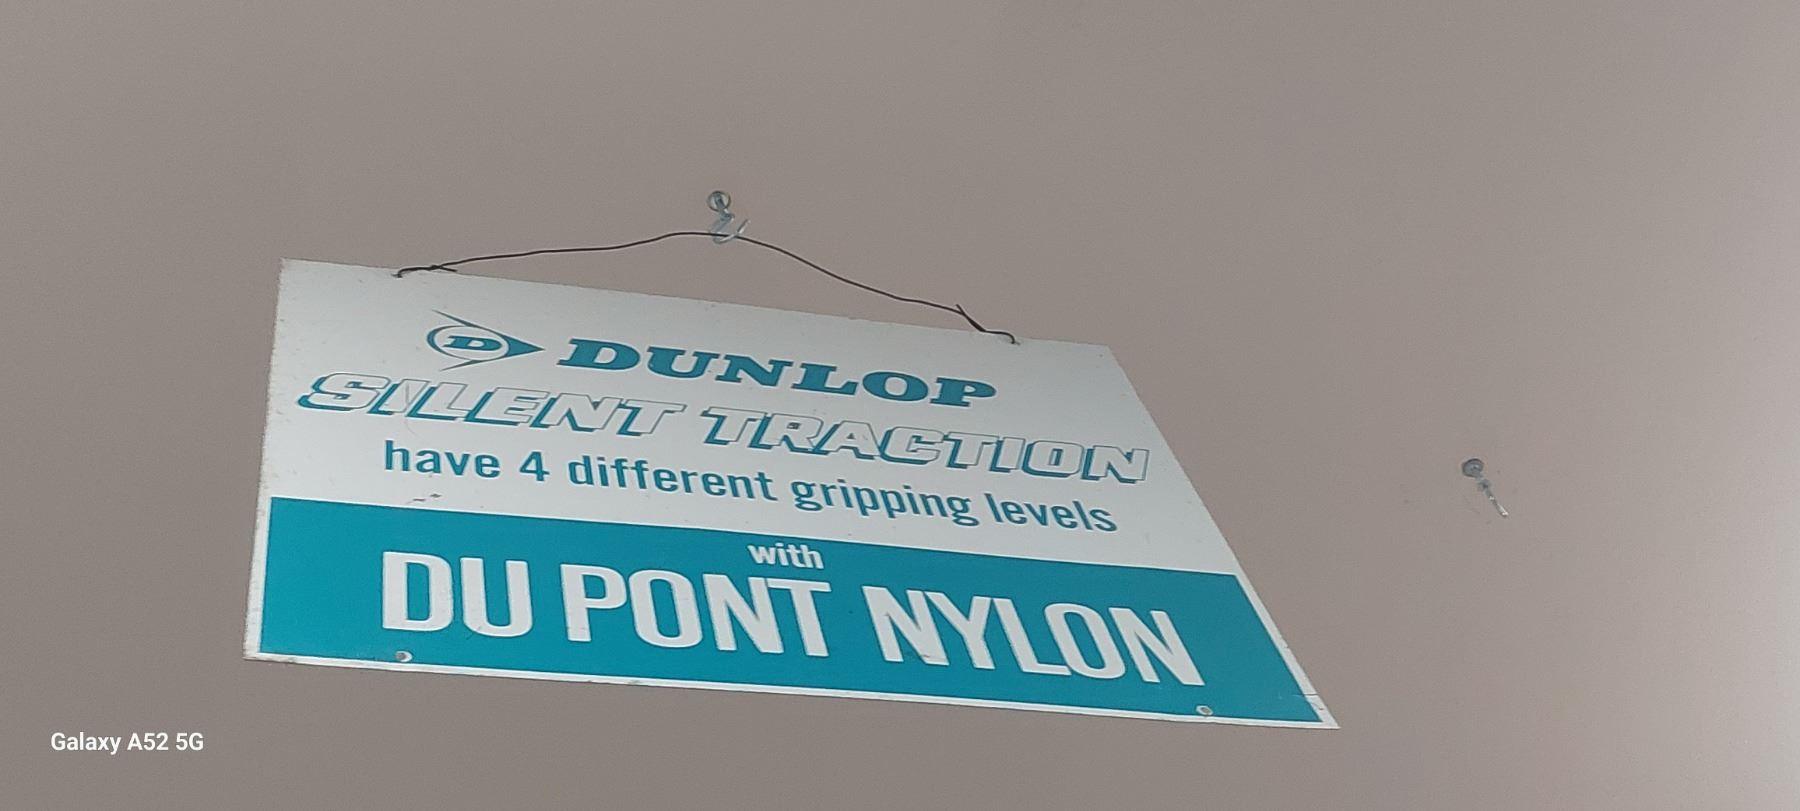 D DUNLOP
SILENT TRACTION
have 4 different gripping levels
with
DU PONT NYLON
Galaxy A52 5G